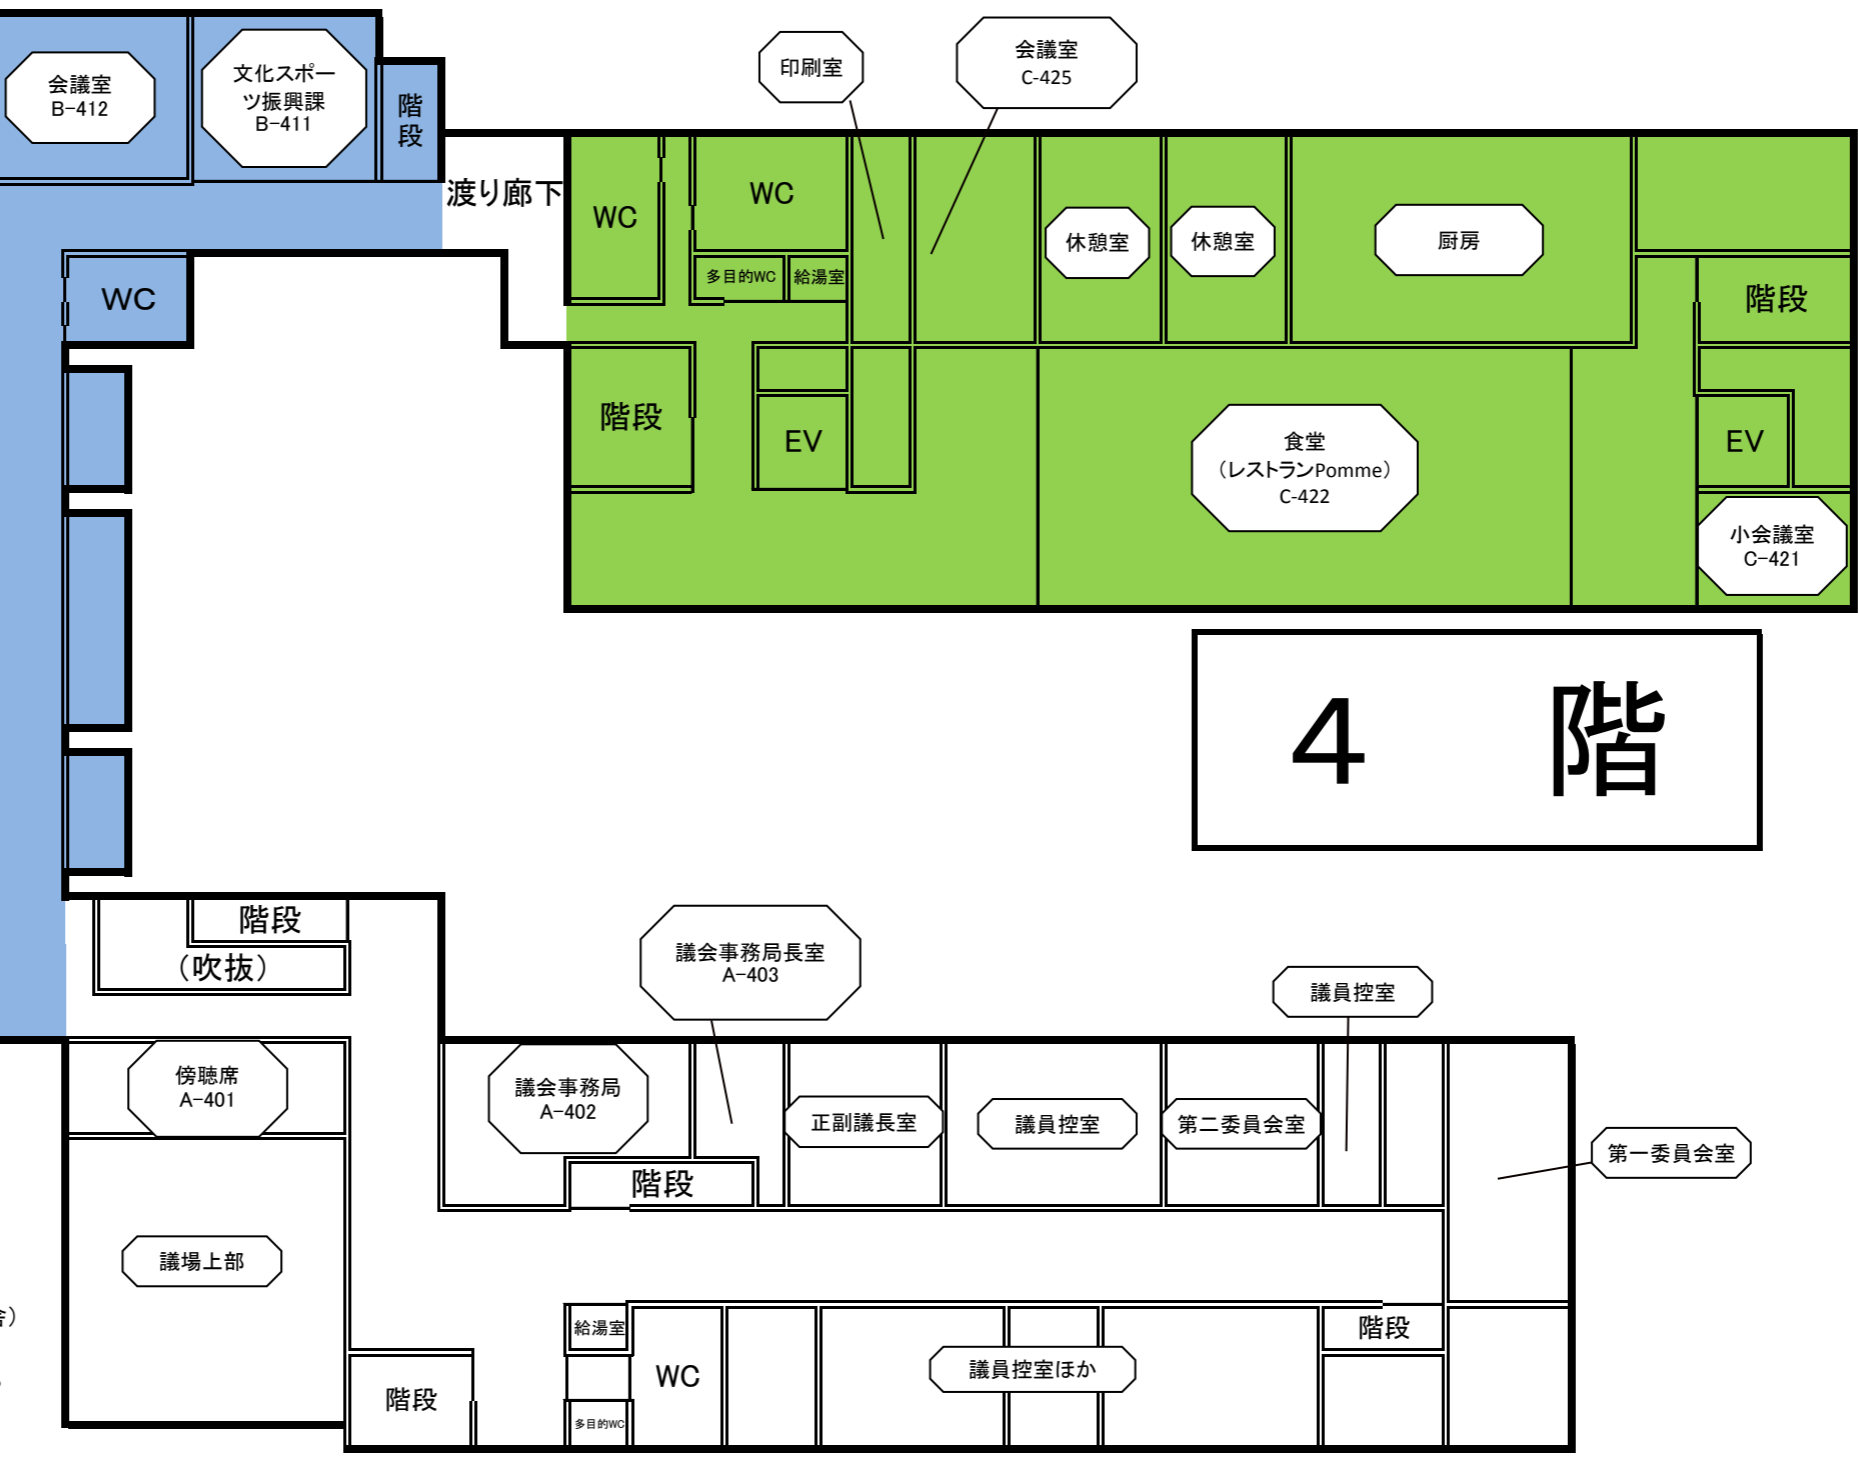 会議室
B-412
文化スポー
ツ振興課
B-411
階
段
渡り廊下
WC
印刷室
会議室
C-425
WC
WC
多目的WC
給湯室
休憩室
休憩室
厨房
階段
階段
EV
食堂
（レストランPomme）
C-422
EV
小会議室
C-421
4 階
階段
（吹抜）
傍聴席
A-401
議場上部
議会事務局長室
A-403
議会事務局
A-402
階段
正副議長室
議員控室
第二委員会室
議員控室
第一委員会室
階段
給湯室
多目的WC
WC
議員控室ほか
階段